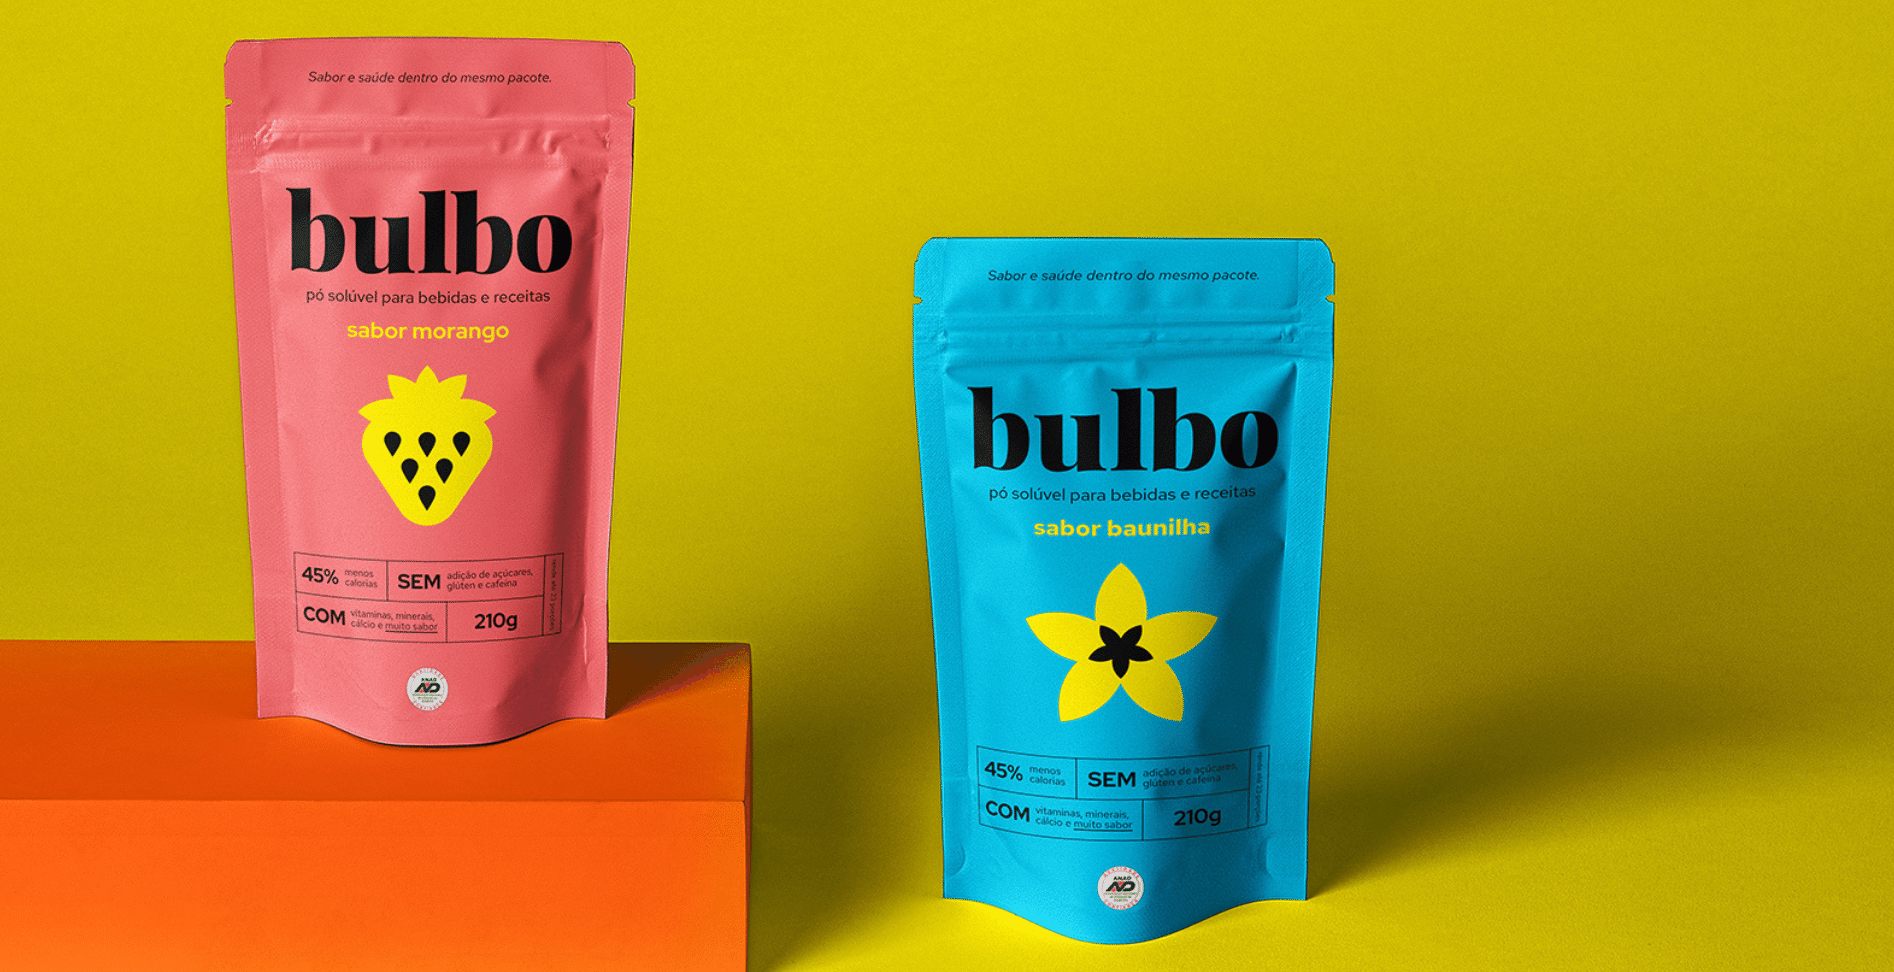 Sabor e saúde dentro do mesmo pacote.
bulbo
pó solúvel para bebidas e receitas
sabor morango
45% menos
calorias
SEM adição de açúcares,
glúten e cafeína
COM vitaminas, minerais,
cálcio e muito sabor
210g
ANAD
Sabor e saúde dentro do mesmo pacote.
bulbo
pó solúvel para bebidas e receitas
sabor baunilha
45% menos
calorias
SEM adição de açúcares,
glúten e cafeína
COM vitaminas, minerais,
cálcio e muito sabor
210g
ANAD